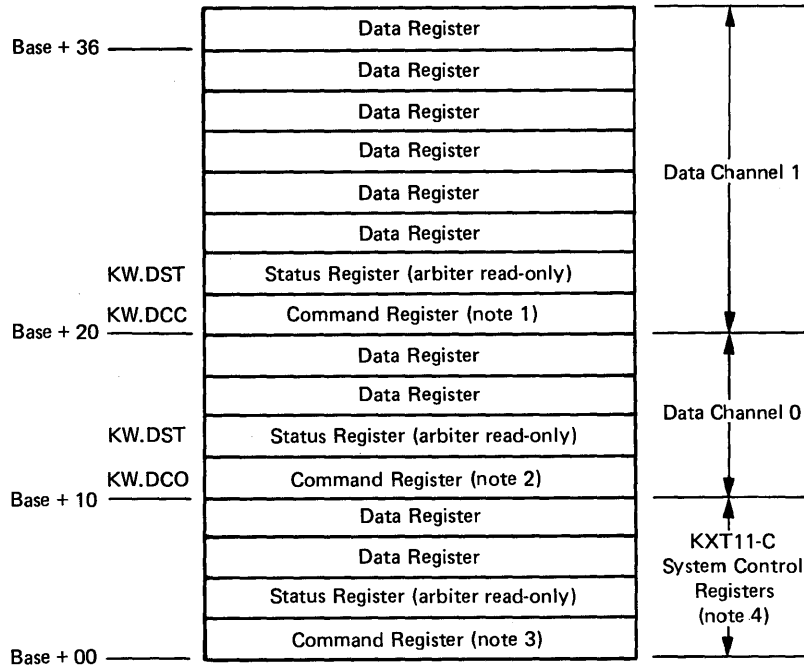 Data Register
Base + 36
Data Register
Data Register
Data Register
Data Channel 1
Data Register
Data Register
KW.DST Status Register (arbiter read-only)
KW.DCC Command Register (note 1)
Base + 20
Data Register
Data Register
Data Channel 0
KW.DST Status Register (arbiter read-only)
KW.DCO Command Register (note 2)
Base + 10
Data Register
KXT11-C
System Control
Registers
(note 4)
Data Register
Status Register (arbiter read-only)
Command Register (note 3)
Base + 00